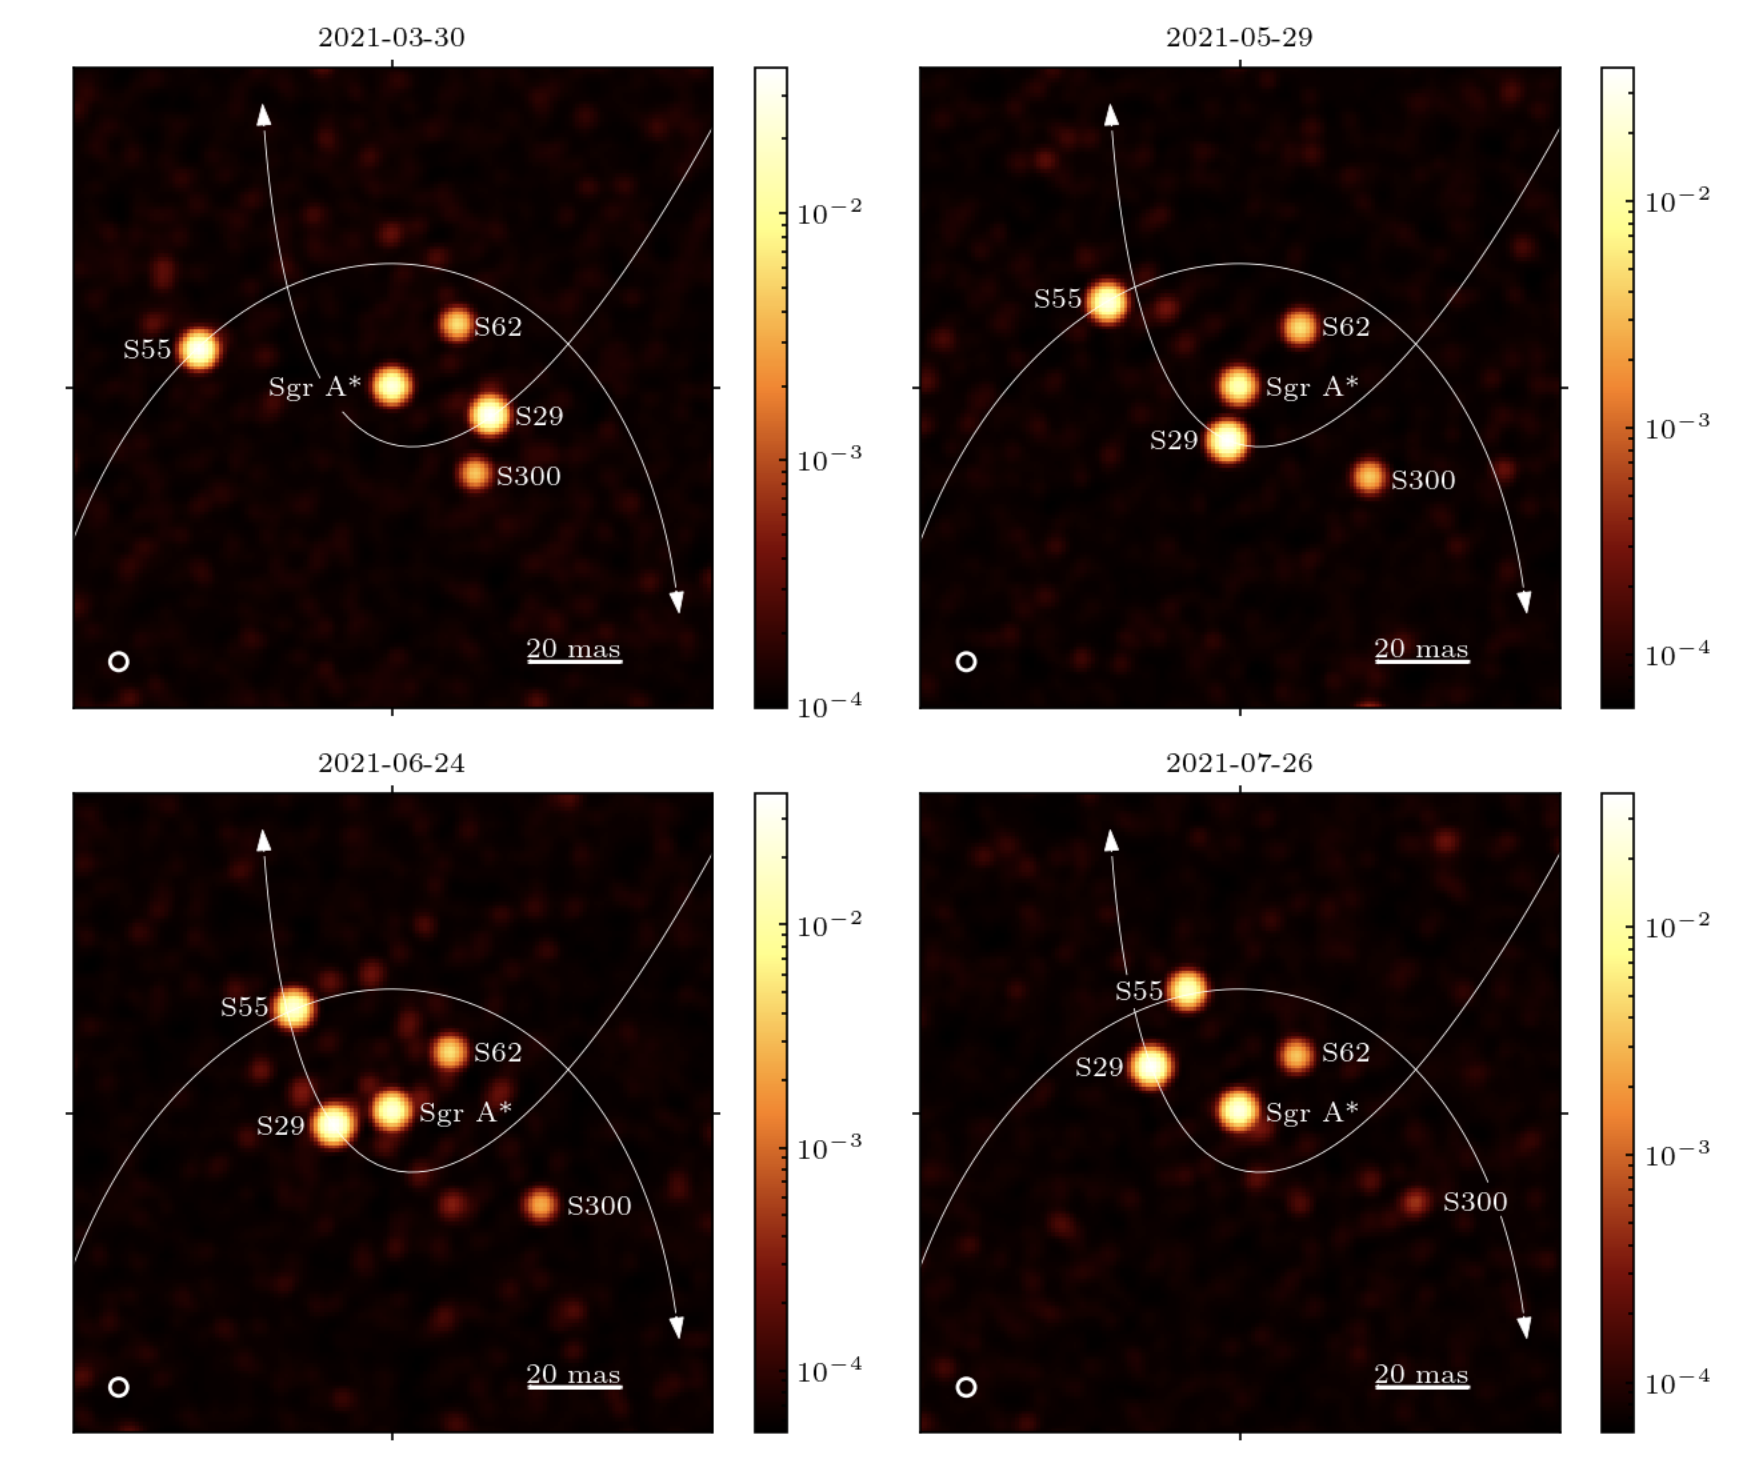 2021-03-30
S55
S62
Sgr A*
S29
S300
20 mas
10⁻²
10⁻³
10⁻⁴
2021-05-29
S55
S62
Sgr A*
S29
S300
20 mas
10⁻²
10⁻³
10⁻⁴
2021-06-24
S55
S62
Sgr A*
S29
S300
20 mas
10⁻²
10⁻³
10⁻⁴
2021-07-26
S55
S62
S29
Sgr A*
S300
20 mas
10⁻²
10⁻³
10⁻⁴